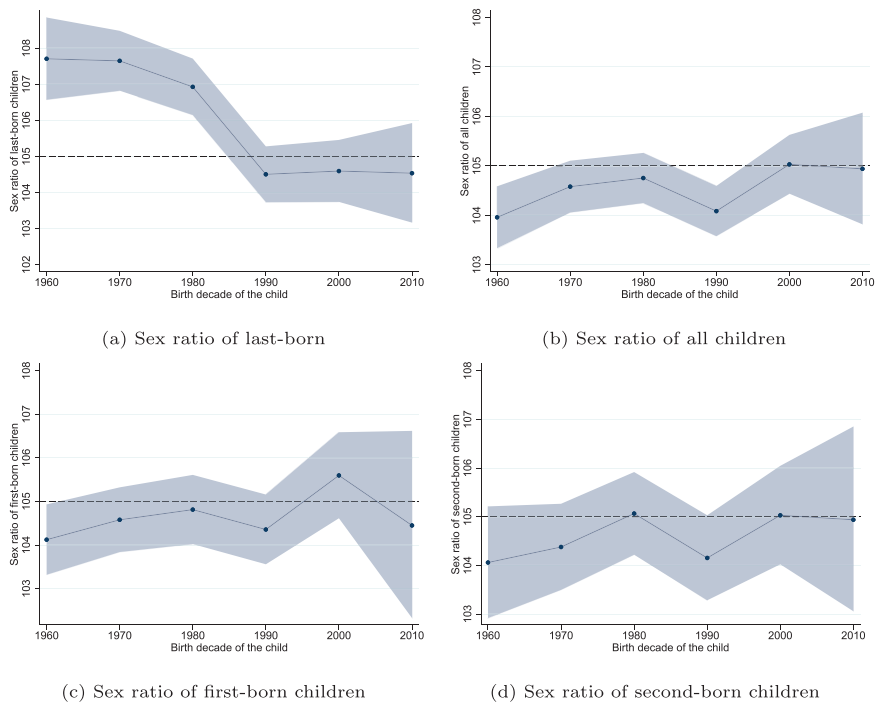 Sex ratio of last-born children
108
107
106
105
104
103
102
1960 1970 1980 1990 2000 2010
Birth decade of the child
(a) Sex ratio of last-born
Sex ratio of all children
108
107
106
105
104
103
1960 1970 1980 1990 2000 2010
Birth decade of the child
(b) Sex ratio of all children
Sex ratio of first-born children
108
107
106
105
104
103
1960 1970 1980 1990 2000 2010
Birth decade of the child
(c) Sex ratio of first-born children
Sex ratio of second-born children
108
107
106
105
104
103
1960 1970 1980 1990 2000 2010
Birth decade of the child
(d) Sex ratio of second-born children